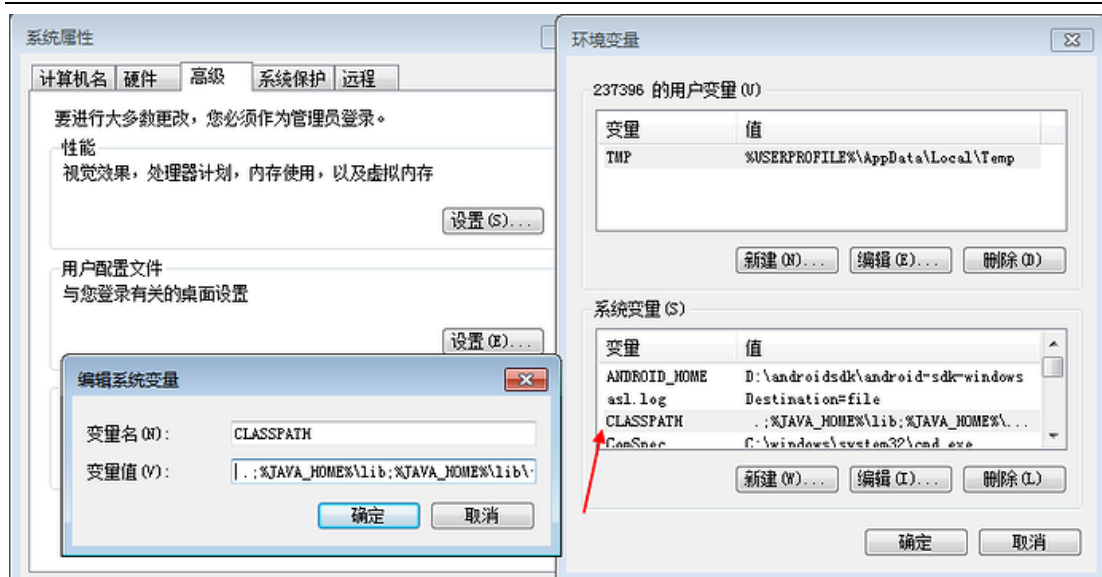 系统属性
计算机名 硬件 高级 系统保护 远程
要进行大多数更改，您必须作为管理员登录。
性能
视觉效果，处理器计划，内存使用，以及虚拟内存
设置(S)...
用户配置文件
与您登录有关的桌面设置
设置(E)...
编辑系统变量
变量名(N)： CLASSPATH
变量值(V)： .;%JAVA_HOME%\lib;%JAVA_HOME%\lib\
确定 取消
环境变量
237396 的用户变量(U)
变量 值
TMP %USERPROFILE%\AppData\Local\Temp
新建(N)... 编辑(E)... 删除(D)
系统变量(S)
变量 值
ANDROID_HOME D:\androidsdk\android-sdk-windows
asl.log Destination=file
CLASSPATH .;%JAVA_HOME%\lib;%JAVA_HOME%\...
ComSpec C:\windows\system32\cmd.exe
新建(W)... 编辑(I)... 删除(L)
确定 取消